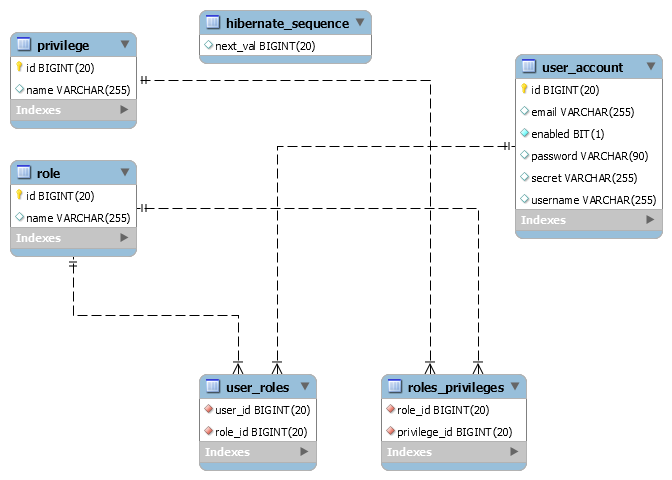 hibernate_sequence
next_val BIGINT(20)
privilege
id BIGINT(20)
name VARCHAR(255)
Indexes
user_account
id BIGINT(20)
email VARCHAR(255)
enabled BIT(1)
password VARCHAR(90)
secret VARCHAR(255)
username VARCHAR(255)
Indexes
role
id BIGINT(20)
name VARCHAR(255)
Indexes
user_roles
user_id BIGINT(20)
role_id BIGINT(20)
Indexes
roles_privileges
role_id BIGINT(20)
privilege_id BIGINT(20)
Indexes